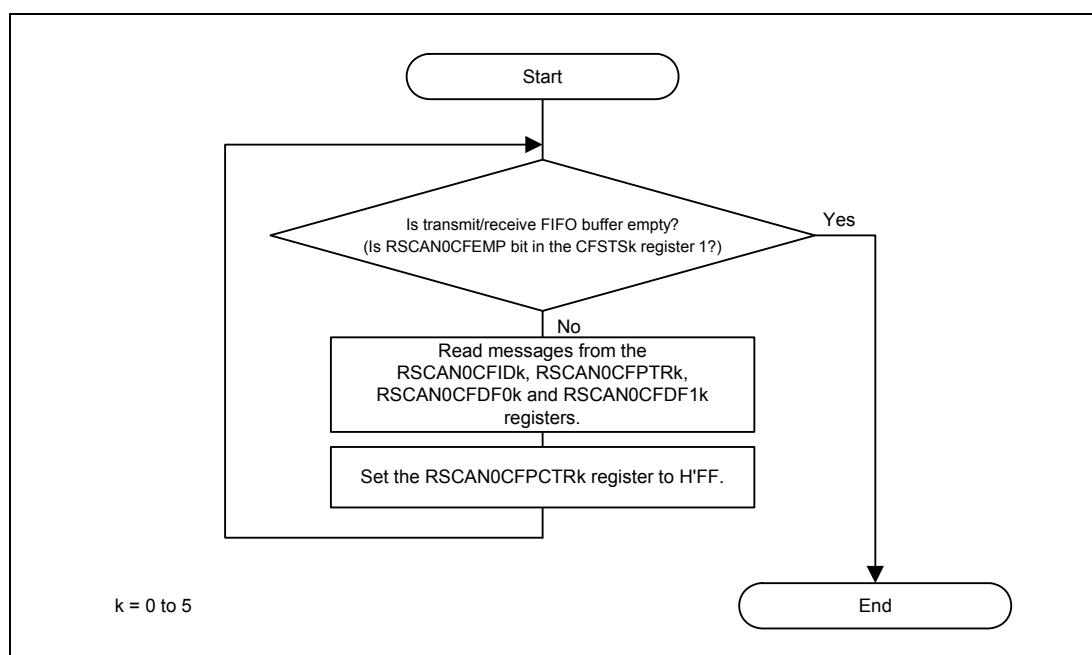 Start
Is transmit/receive FIFO buffer empty?
(Is RSCAN0CFEMP bit in the CFSTSk register 1?)
Yes
No
Read messages from the
RSCAN0CFIDk, RSCAN0CFPTRk,
RSCAN0CFDF0k and RSCAN0CFDF1k
registers.
Set the RSCAN0CFPCTRk register to H'FF.
k = 0 to 5
End